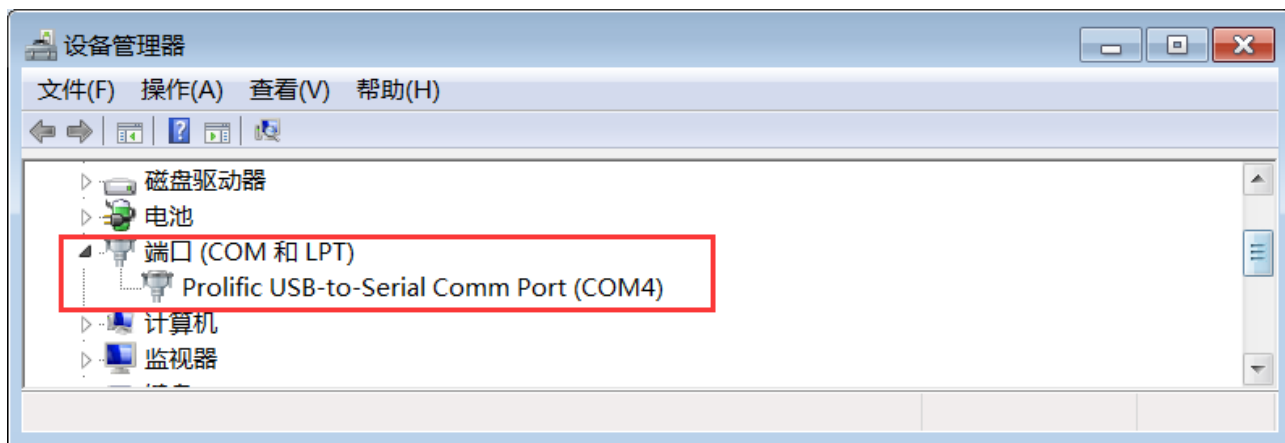 设备管理器
文件(F) 操作(A) 查看(V) 帮助(H)
磁盘驱动器
电池
端口 (COM 和 LPT)
Prolific USB-to-Serial Comm Port (COM4)
计算机
监视器